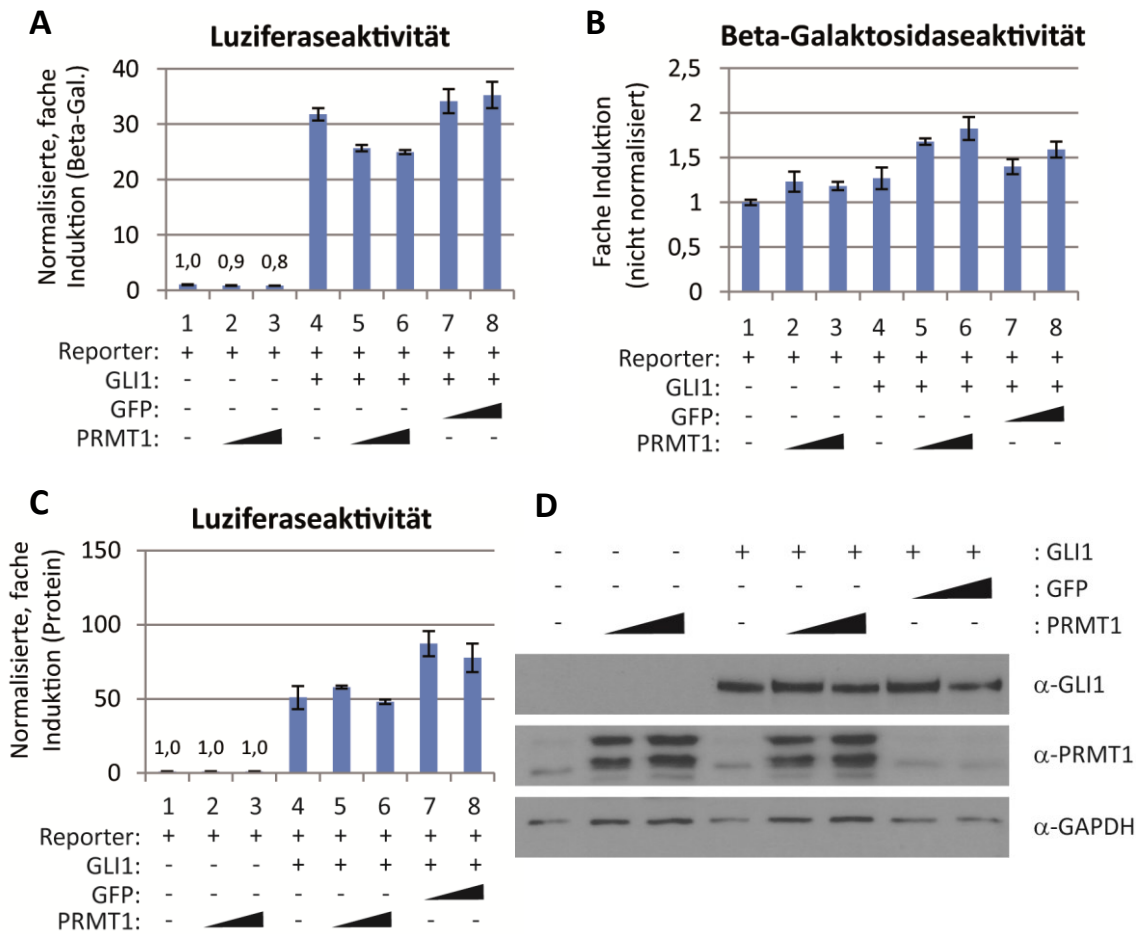 A
Luziferaseaktivität
Normalisierte, fache
Induktion (Beta-Gal.)
40
30
20
10
0
1,0 0,9 0,8
1 2 3 4 5 6 7 8
Reporter: + + + + + + + +
GLI1: - - - + + + + +
GFP: - - - - - -
PRMT1: - - - -
B
Beta-Galaktosidaseaktivität
Fache Induktion
(nicht normalisiert)
2,5
2
1,5
1
0,5
0
1 2 3 4 5 6 7 8
Reporter: + + + + + + + +
GLI1: - - - + + + + +
GFP: - - - - - -
PRMT1: - - - -
C
Luziferaseaktivität
Normalisierte, fache
Induktion (Protein)
150
100
50
0
1,0 1,0 1,0
1 2 3 4 5 6 7 8
Reporter: + + + + + + + +
GLI1: - - - + + + + +
GFP: - - - - - -
PRMT1: - - - -
D
- - - + + + + + : GLI1
- - - - - - : GFP
- - - - : PRMT1
α-GLI1
α-PRMT1
α-GAPDH